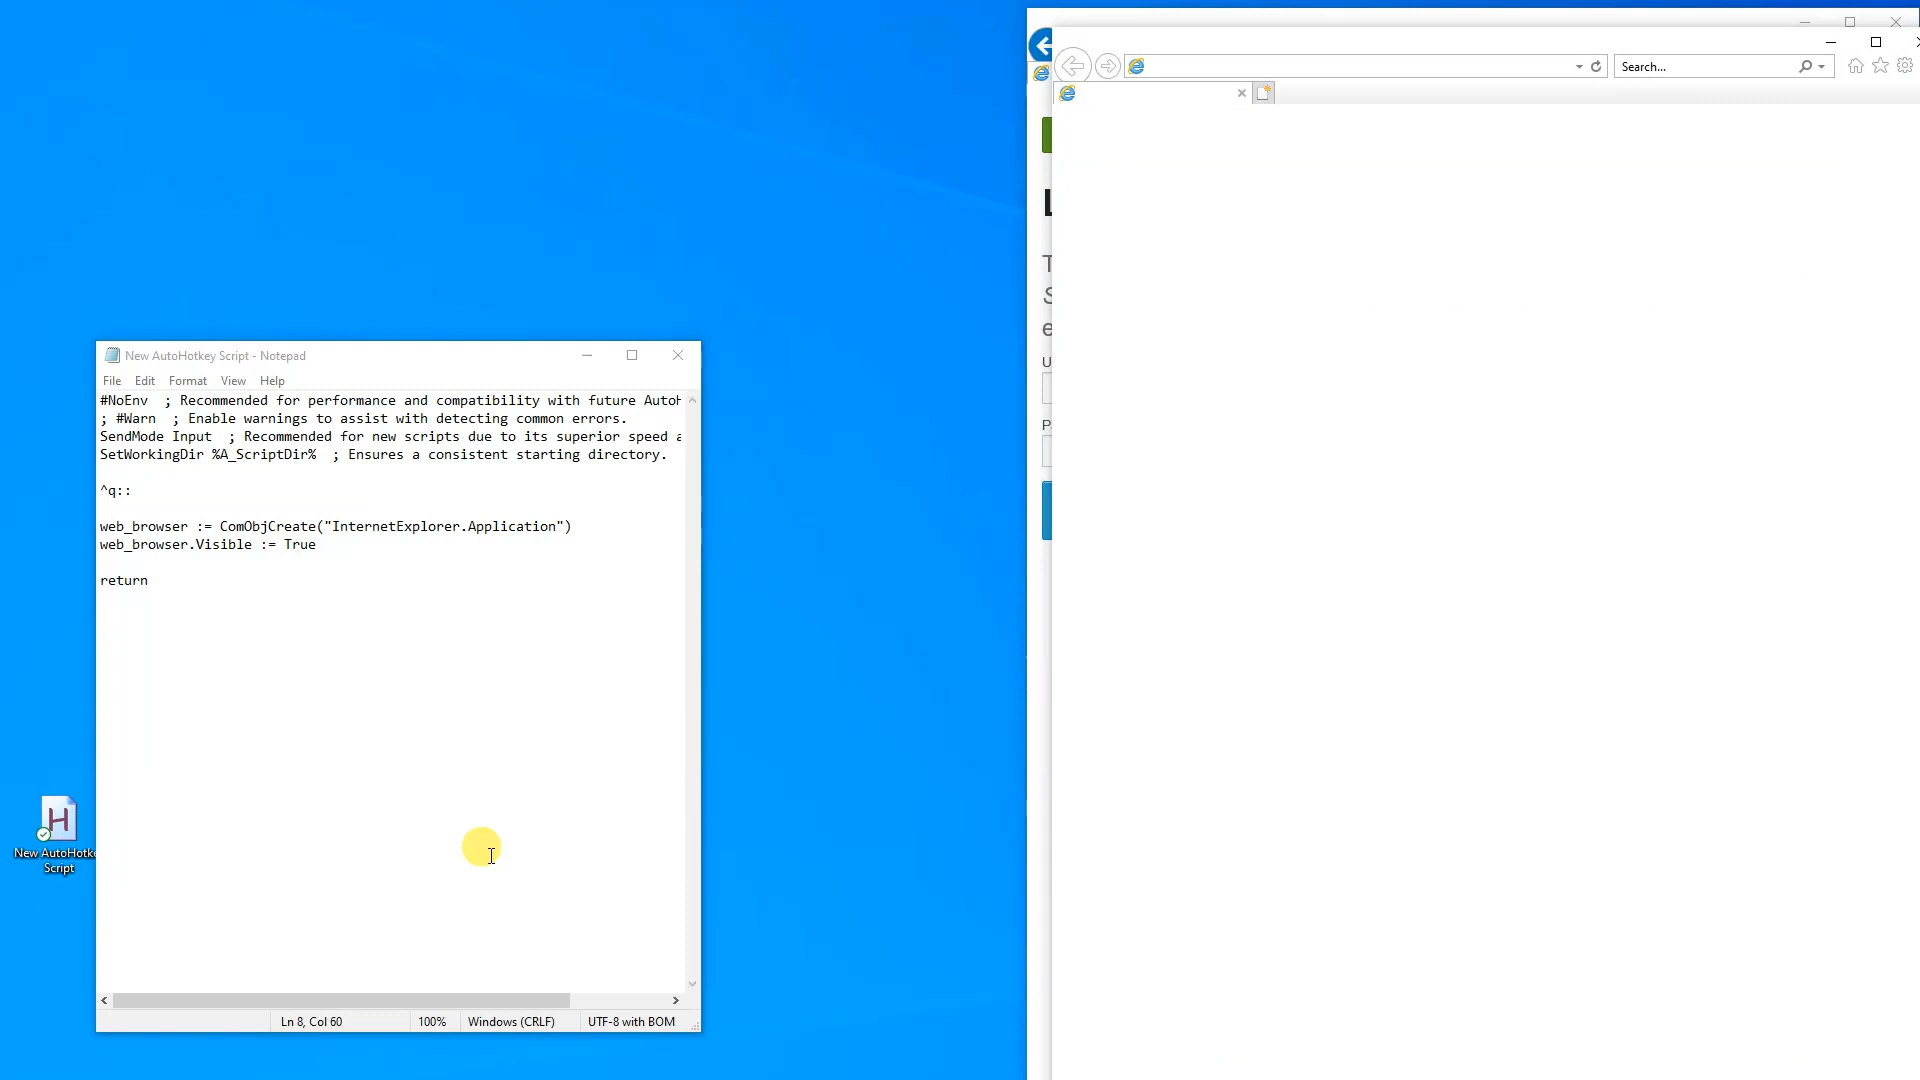 New AutoHotkey Script - Notepad
File Edit Format View Help
#NoEnv ; Recommended for performance and compatibility with future
; #Warn ; Enable warnings to assist with detecting common errors.
SendMode Input ; Recommended for new scripts due to its superior speed
SetWorkingDir %A_ScriptDir% ; Ensures a consistent starting directory.
^q::
web_browser := ComObjCreate("InternetExplorer.Application")
web_browser.Visible := True
return
Ln 8, Col 60
100%
Windows (CRLF)
UTF-8 with BOM
New
Script
Search...